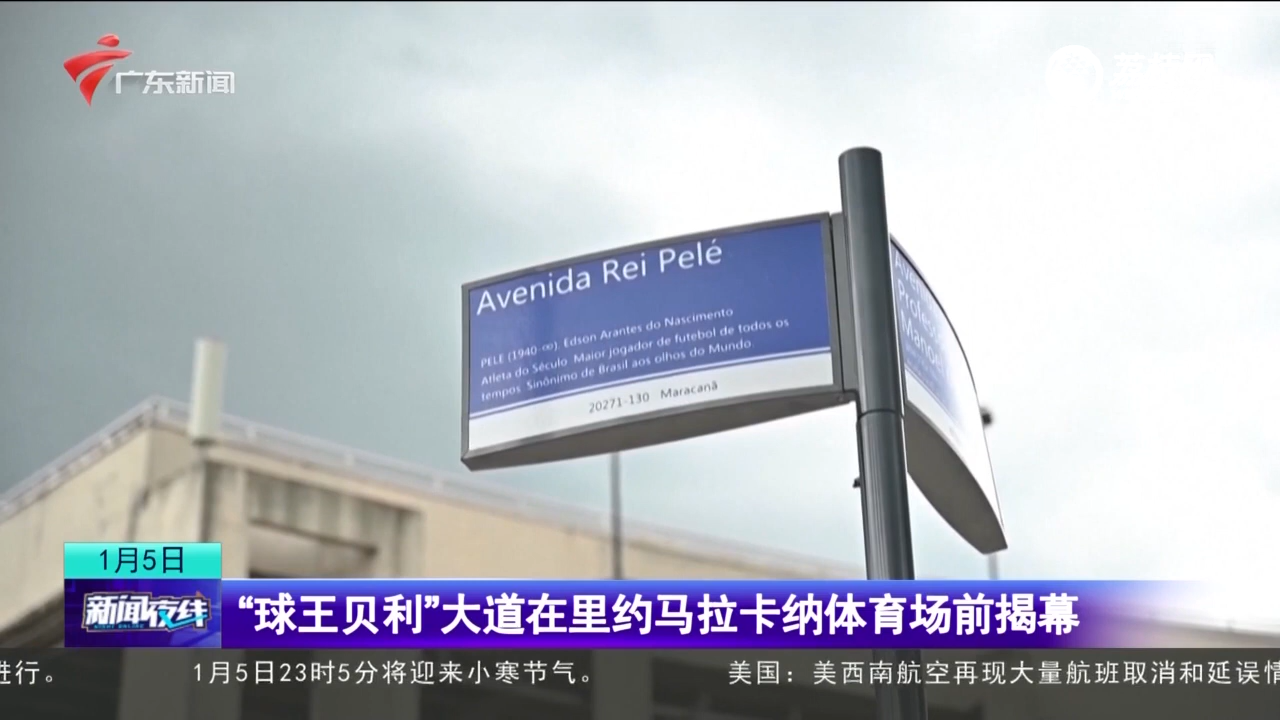 广东新闻
荔枝网
Avenida Rei Pelé
PELÉ (1940-∞). Edson Arantes do Nascimento
Atleta do Século. Maior jogador de futebol de todos os
tempos. Sinônimo de Brasil aos olhos do Mundo.
20271-130 Maracanã
1月5日
新闻夜线
“球王贝利”大道在里约马拉卡纳体育场前揭幕
进行。 1月5日23时5分将迎来小寒节气。 美国：美西南航空再现大量航班取消和延误情